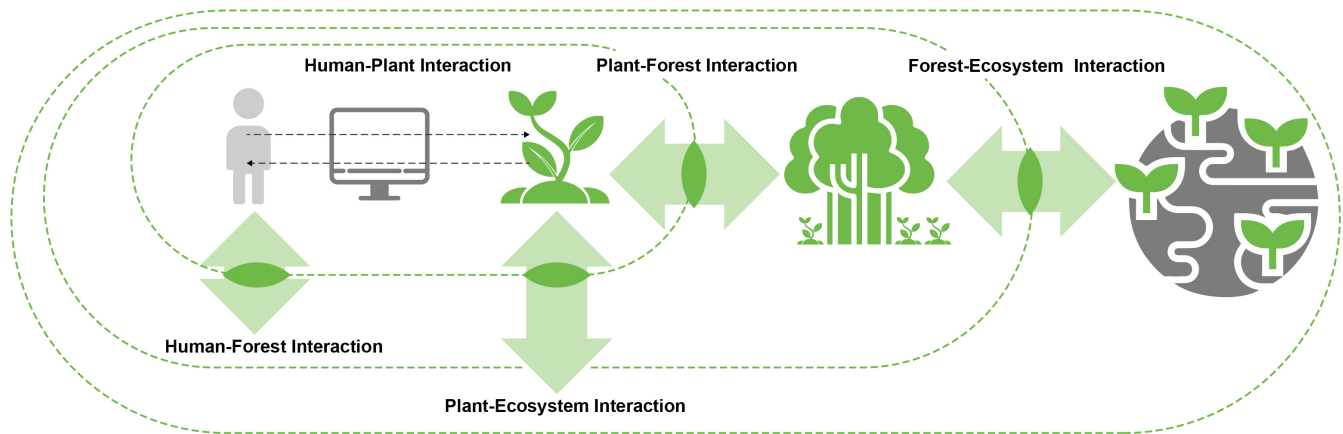 Human-Plant Interaction
Plant-Forest Interaction
Forest-Ecosystem Interaction
Human-Forest Interaction
Plant-Ecosystem Interaction